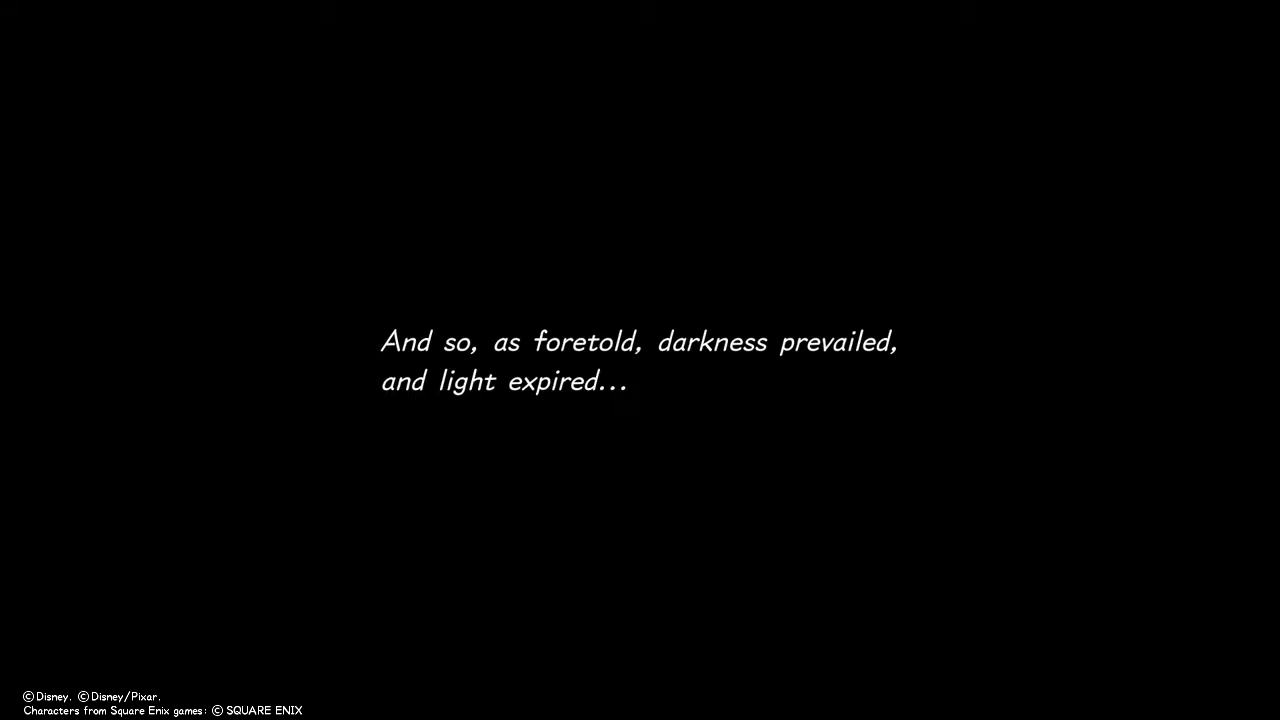 And so, as foretold, darkness prevailed,
and light expired...
©Disney. ©Disney/Pixar.
Characters from Square Enix games: © SQUARE ENIX